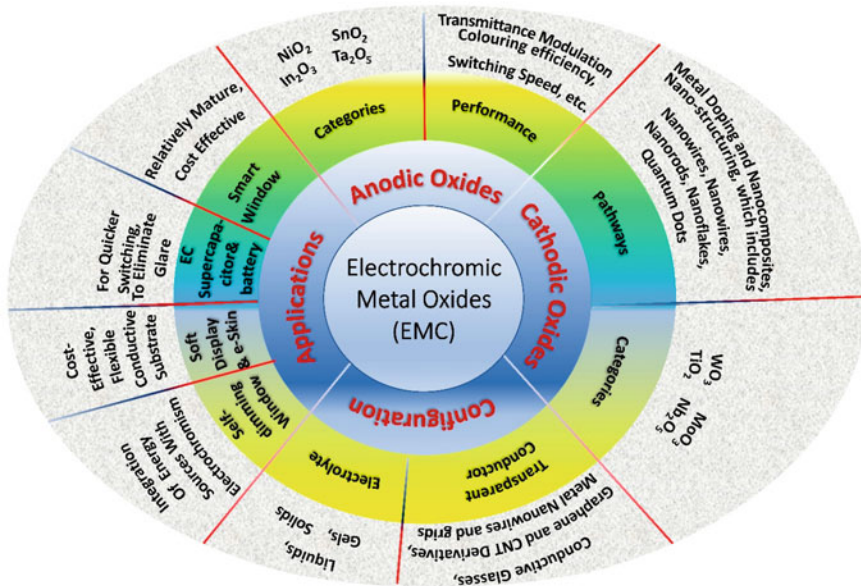 Electrochromic
Metal Oxides
(EMC)
Anodic Oxides
Cathodic Oxides
Configuration
Applications
Categories
NiO₂ SnO₂
In₂O₃ Ta₂O₅
Performance
Transmittance Modulation
Colouring efficiency,
Switching Speed, etc.
Pathways
Metal Doping and Nanocomposites,
Nano-structuring, which includes
Nanowires, Nanowires,
Nanorods, Nanoflakes,
Quantum Dots
Categories
WO₃ MoO₃
TiO₂ Nb₂O₅
Transparent
Conductor
Conductive Glasses,
Graphene and CNT Derivatives,
Metal Nanowires and grids
Electrolyte
Liquids, Gels, Solids
Self-
dimming
Window
Integration
Of Energy
Sources With
Electrochromism
Soft
Display
& e-Skin
Cost-
Effective,
Flexible
Conductive
Substrate
EC
Supercapa-
citor&
battery
For Quicker
Switching,
To Eliminate
Glare
Smart
Window
Relatively Mature,
Cost Effective